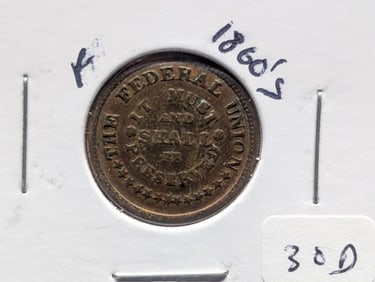 1860's
THE FEDERAL UNION
IT MUST
AND
SHALL
BE
PRESERVED
30D